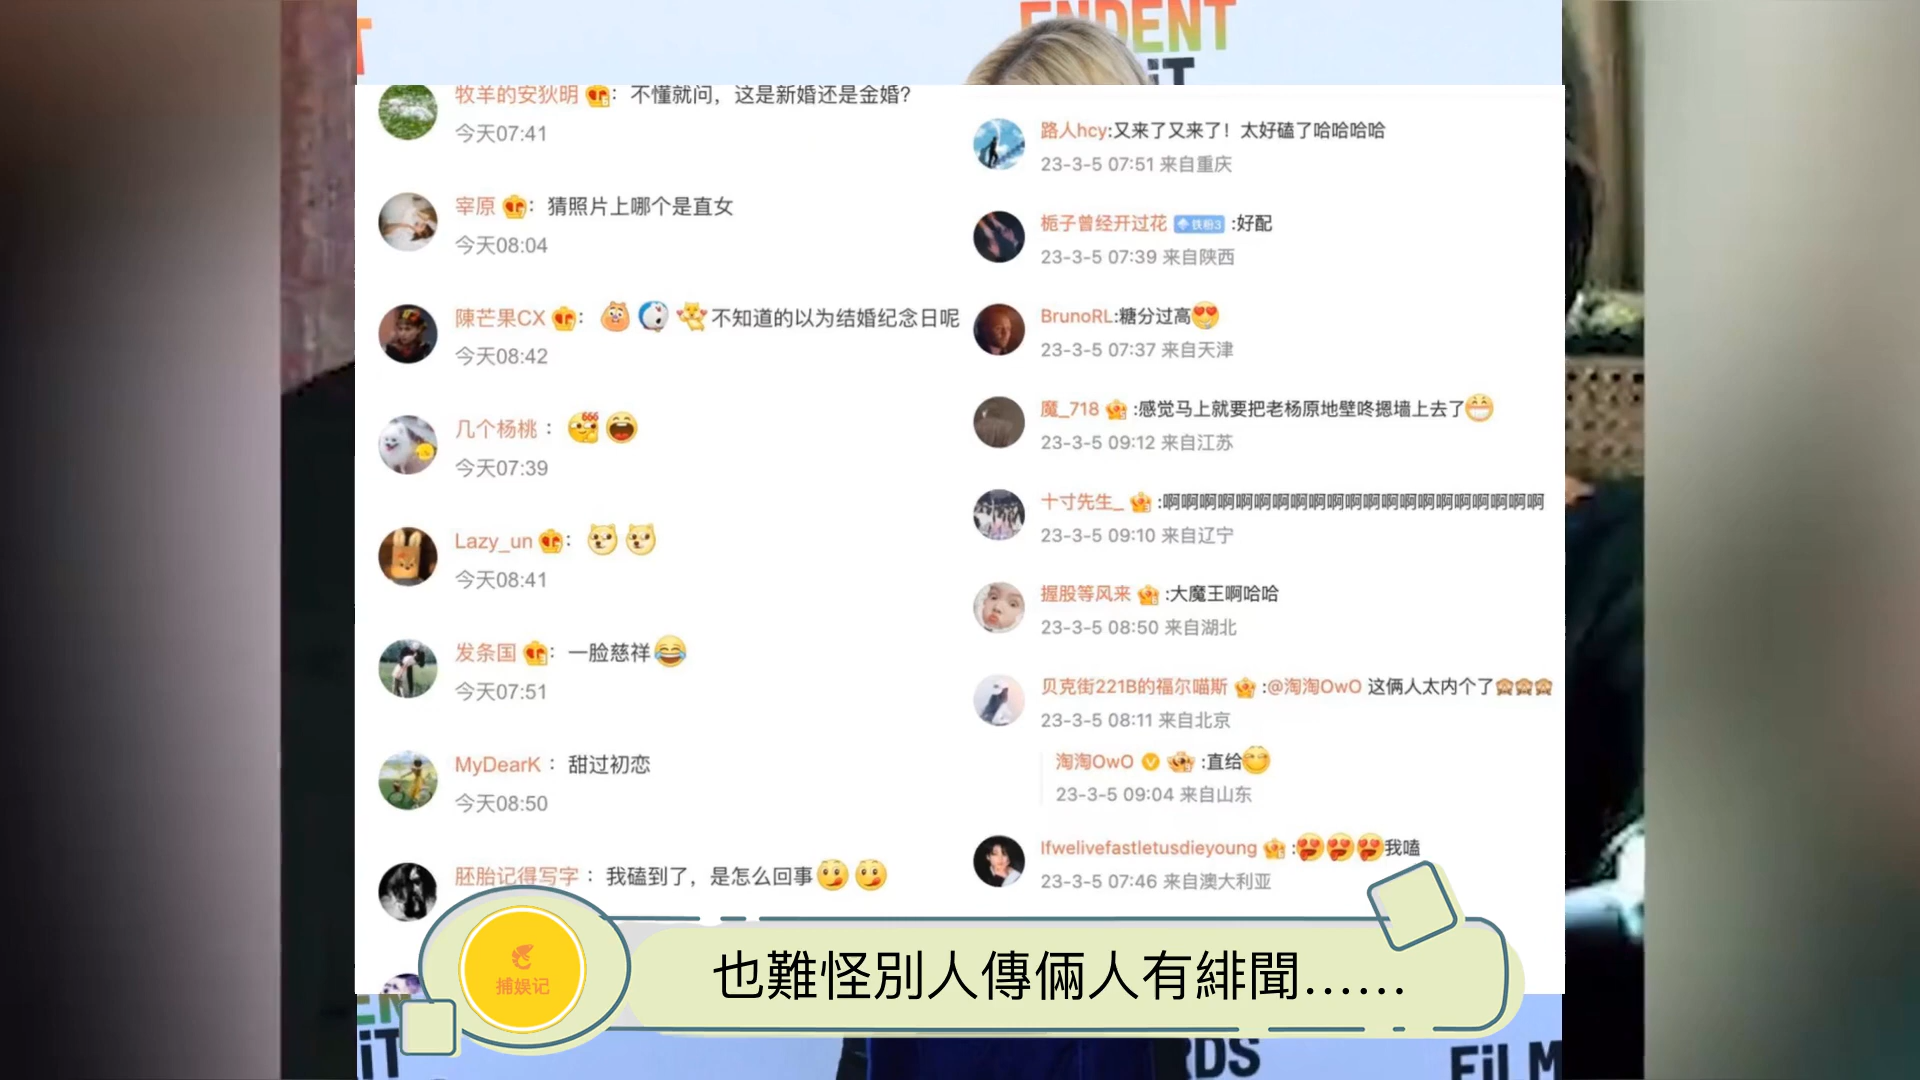 ENDENT
iT
牧羊的安狄明：不懂就问，这是新婚还是金婚？
今天07:41
宰原：猜照片上哪个是直女
今天08:04
陳芒果CX：不知道的以为结婚纪念日呢
今天08:42
几个杨桃：
今天07:39
Lazy_un：
今天08:41
发条国：一脸慈祥
今天07:51
MyDearK：甜过初恋
今天08:50
胚胎记得写字：我磕到了，是怎么回事
路人hcy:又来了又来了！太好磕了哈哈哈哈
23-3-5 07:51 来自重庆
栀子曾经开过花 铁粉3 :好配
23-3-5 07:39 来自陕西
BrunoRL:糖分过高
23-3-5 07:37 来自天津
魔_718 :感觉马上就要把老杨原地壁咚摁墙上去了
23-3-5 09:12 来自江苏
十寸先生_ :啊啊啊啊啊啊啊啊啊啊啊啊啊啊啊啊啊啊啊啊啊
23-3-5 09:10 来自辽宁
握股等风来 :大魔王啊哈哈
23-3-5 08:50 来自湖北
贝克街221B的福尔喵斯 :@淘淘OwO 这俩人太内个了
23-3-5 08:11 来自北京
淘淘OwO :直给
23-3-5 09:04 来自山东
Ifwelivefastletusdieyoung :我嗑
23-3-5 07:46 来自澳大利亚
捕娱记
也難怪別人傳倆人有緋聞……
EN
iT
RDS
FiLM